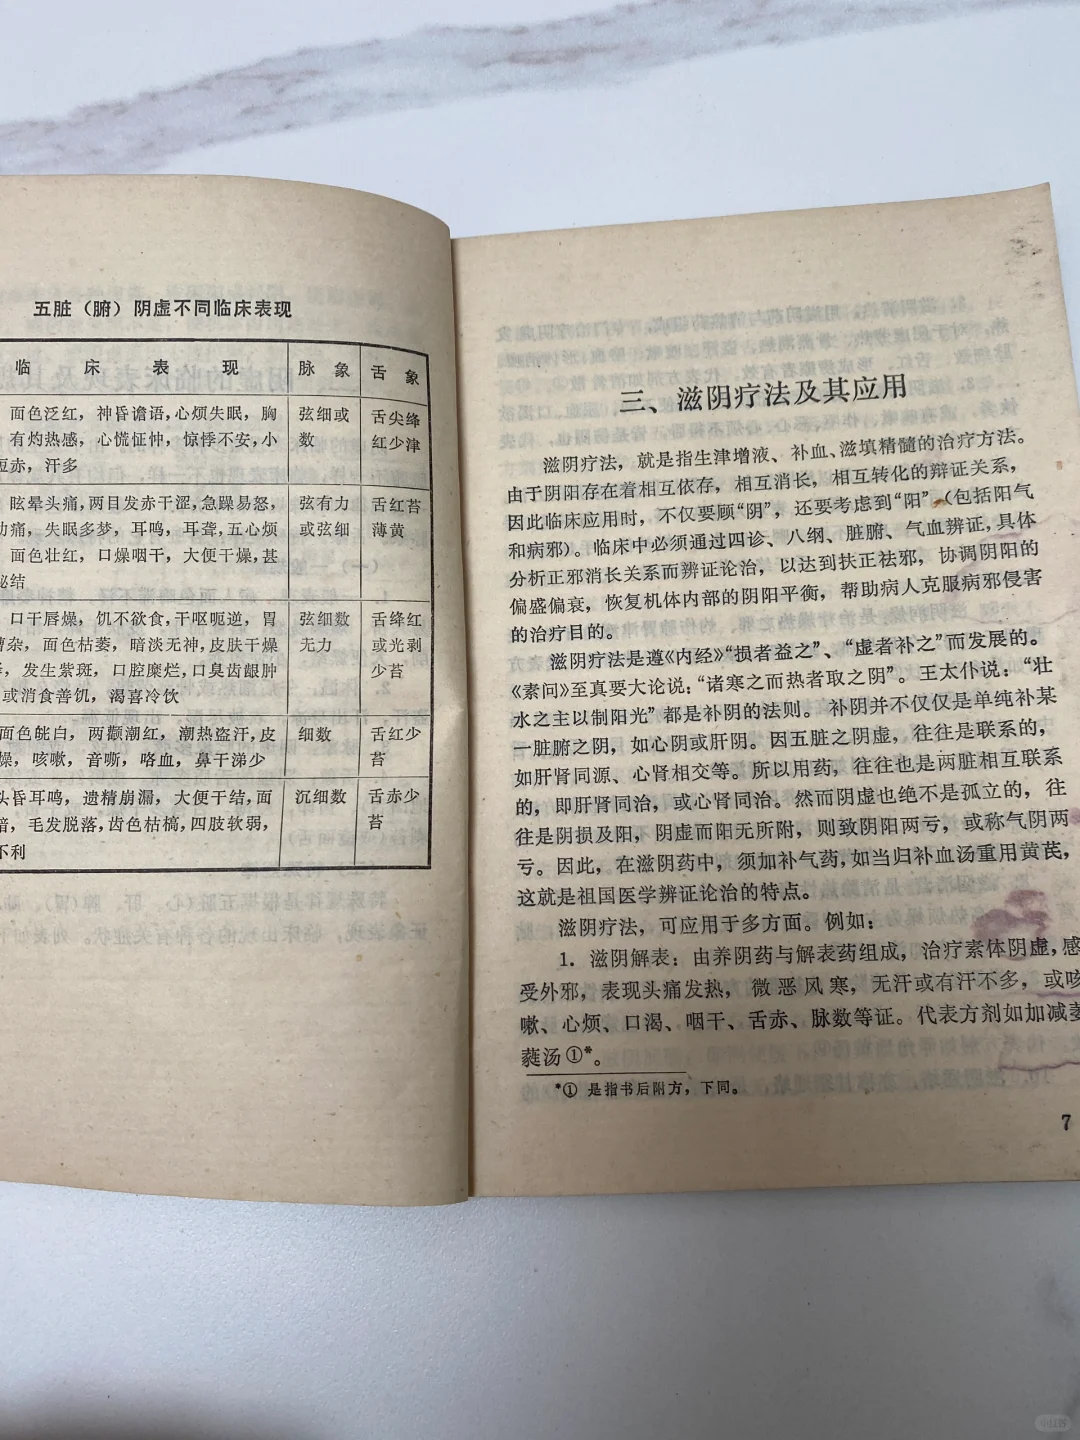 五脏（腑）阴虚不同临床表现
临 床 表 现 脉 象 舌 象
面色泛红，神昏谵语，心烦失眠，胸 弦细或 舌尖绛
有灼热感，心慌怔忡，惊悸不安，小 数 红少津
短赤，汗多
眩晕头痛，两目发赤干涩，急躁易怒， 弦有力 舌红苔
痛，失眠多梦，耳鸣，耳聋，五心烦 或弦细 薄黄
面色壮红，口燥咽干，大便干燥，甚
秘结
口干唇燥，饥不欲食，干呕呃逆，胃 弦细数 舌绛红
嘈杂，面色枯萎，暗淡无神，皮肤干燥 无力 或光剥
发生紫斑，口腔糜烂，口臭齿龈肿 少苔
或消食善饥，渴喜冷饮
面色㿠白，两颧潮红，潮热盗汗，皮 细数 舌红少
燥，咳嗽，音嘶，咯血，鼻干涕少 苔
头昏耳鸣，遗精崩漏，大便干结，面 沉细数 舌赤少
暗，毛发脱落，齿色枯槁，四肢软弱， 苔
不利
三、滋阴疗法及其应用
滋阴疗法，就是指生津增液、补血、滋填精髓的治疗方法。
由于阴阳存在着相互依存，相互消长，相互转化的辩证关系，
因此临床应用时，不仅要顾“阴”，还要考虑到“阳”（包括阳气
和病邪）。临床中必须通过四诊、八纲、脏腑、气血辨证，具体
分析正邪消长关系而辨证论治，以达到扶正祛邪，协调阴阳的
偏盛偏衰，恢复机体内部的阴阳平衡，帮助病人克服病邪侵害
的治疗目的。
滋阴疗法是遵《内经》“损者益之”、“虚者补之”而发展的。
《素问》至真要大论说：“诸寒之而热者取之阴”。王太仆说：“壮
水之主以制阳光”都是补阴的法则。补阴并不仅仅是单纯补某
一脏腑之阴，如心阴或肝阴。因五脏之阴虚，往往是联系的，
如肝肾同源、心肾相交等。所以用药，往往也是两脏相互联系
的，即肝肾同治，或心肾同治。然而阴虚也绝不是孤立的，往
往是阴损及阳，阴虚而阳无所附，则致阴阳两亏，或称气阴两
亏。因此，在滋阴药中，须加补气药，如当归补血汤重用黄芪，
这就是祖国医学辨证论治的特点。
滋阴疗法，可应用于多方面。例如：
1. 滋阴解表：由养阴药与解表药组成，治疗素体阴虚，感
受外邪，表现头痛发热，微恶风寒，无汗或有汗不多，或咳
嗽、心烦、口渴、咽干、舌赤、脉数等证。代表方剂如加减葳
蕤汤①*。
*① 是指书后附方，下同。
7
小红书